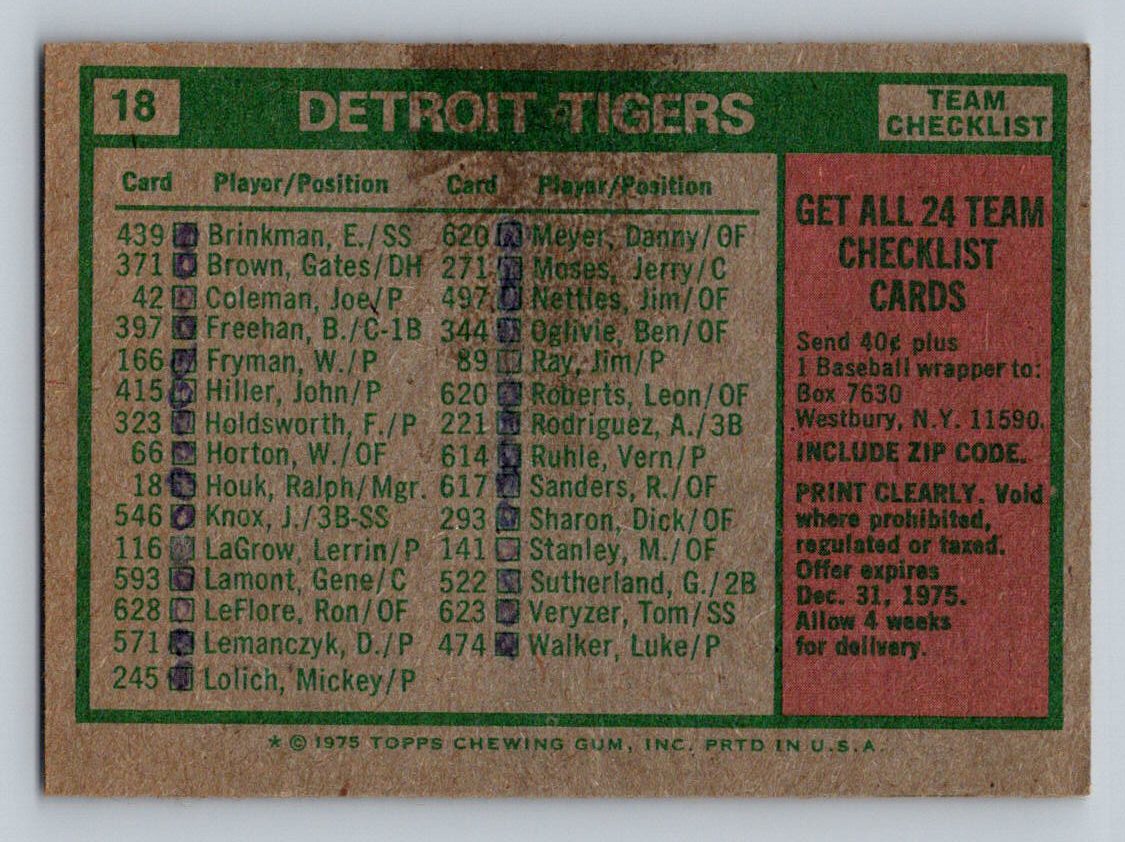 18
DETROIT TIGERS
TEAM
CHECKLIST
Card Player/Position
439 Brinkman, E./SS
371 Brown, Gates/DH
42 Coleman, Joe/P
397 Freehan, B./C-1B
166 Fryman, W./P
415 Hiller, John/P
323 Holdsworth, F./P
66 Horton, W./OF
18 Houk, Ralph/Mgr.
546 Knox, J./3B-SS
116 LaGrow, Lerrin/P
593 Lamont, Gene/C
628 LeFlore, Ron/OF
571 Lemanczyk, D./P
245 Lolich, Mickey/P
Card Player/Position
620 Meyer, Danny/OF
271 Moses, Jerry/C
497 Nettles, Jim/OF
344 Oglivie, Ben/OF
89 Ray, Jim/P
620 Roberts, Leon/OF
221 Rodriguez, A./3B
614 Ruhle, Vern/P
617 Sanders, R./OF
293 Sharon, Dick/OF
141 Stanley, M./OF
522 Sutherland, G./2B
623 Veryzer, Tom/SS
474 Walker, Luke/P
GET ALL 24 TEAM
CHECKLIST
CARDS
Send 40¢ plus
1 Baseball wrapper to:
Box 7630
Westbury, N.Y. 11590.
INCLUDE ZIP CODE.
PRINT CLEARLY. Void
where prohibited,
regulated or taxed.
Offer expires
Dec. 31, 1975.
Allow 4 weeks
for delivery.
* © 1975 TOPPS CHEWING GUM, INC. PRTD IN U.S.A.